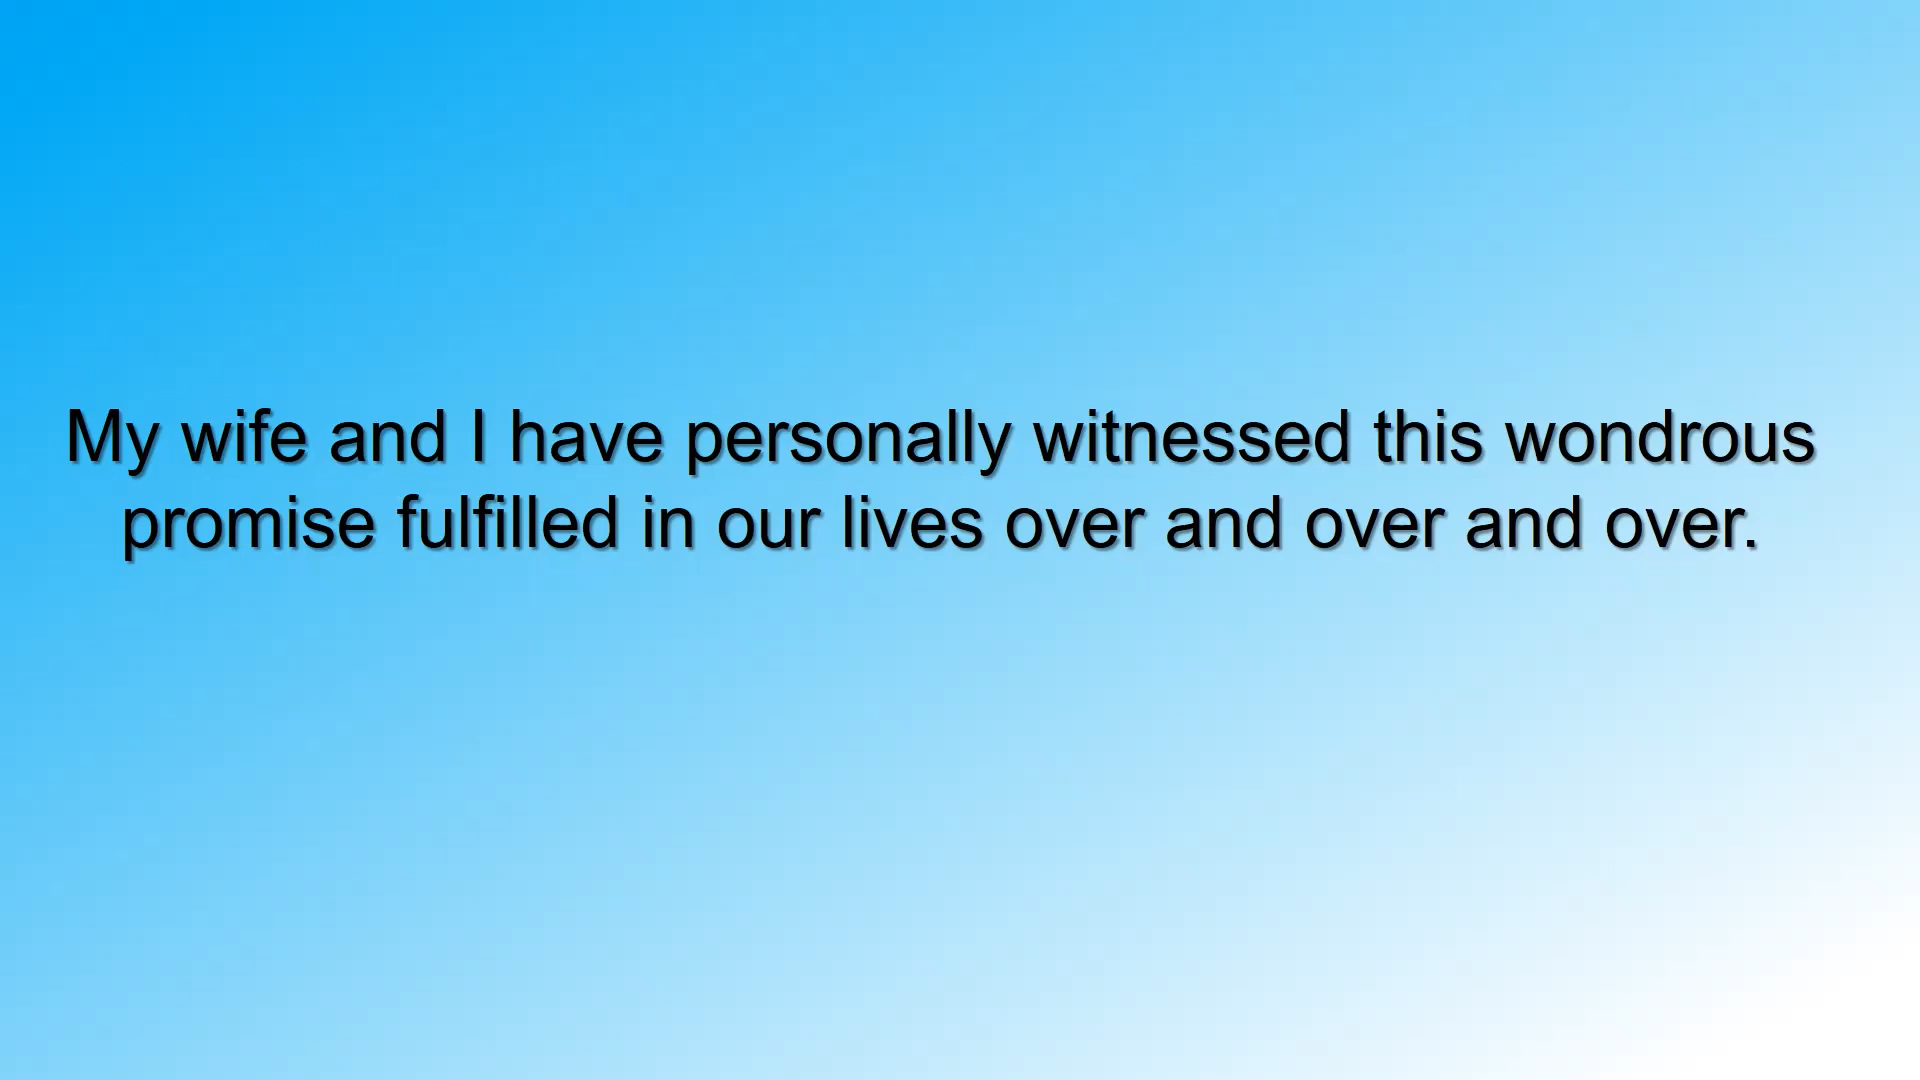 My wife and I have personally witnessed this wondrous
promise fulfilled in our lives over and over and over.